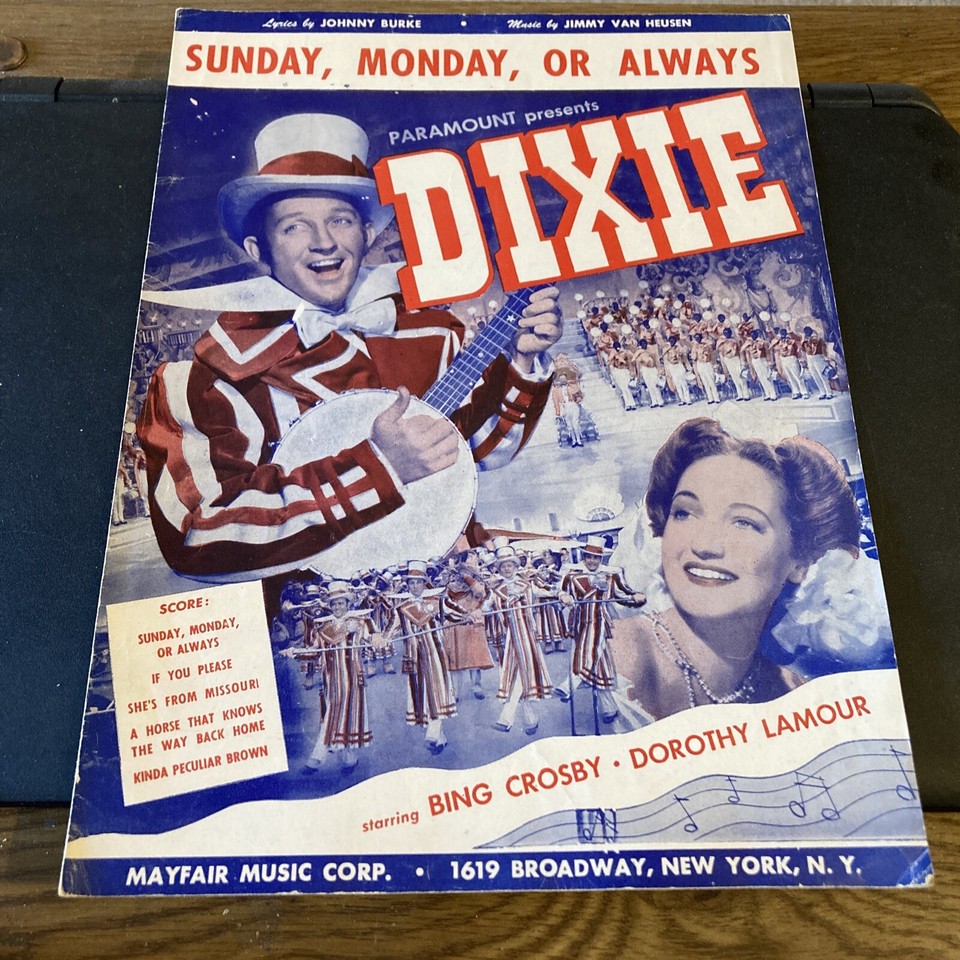 Lyrics by JOHNNY BURKE • Music by JIMMY VAN HEUSEN
SUNDAY, MONDAY, OR ALWAYS
PARAMOUNT presents
DIXIE
SCORE:
SUNDAY, MONDAY,
OR ALWAYS
IF YOU PLEASE
SHE'S FROM MISSOURI
A HORSE THAT KNOWS
THE WAY BACK HOME
KINDA PECULIAR BROWN
starring BING CROSBY • DOROTHY LAMOUR
MAYFAIR MUSIC CORP. • 1619 BROADWAY, NEW YORK, N. Y.